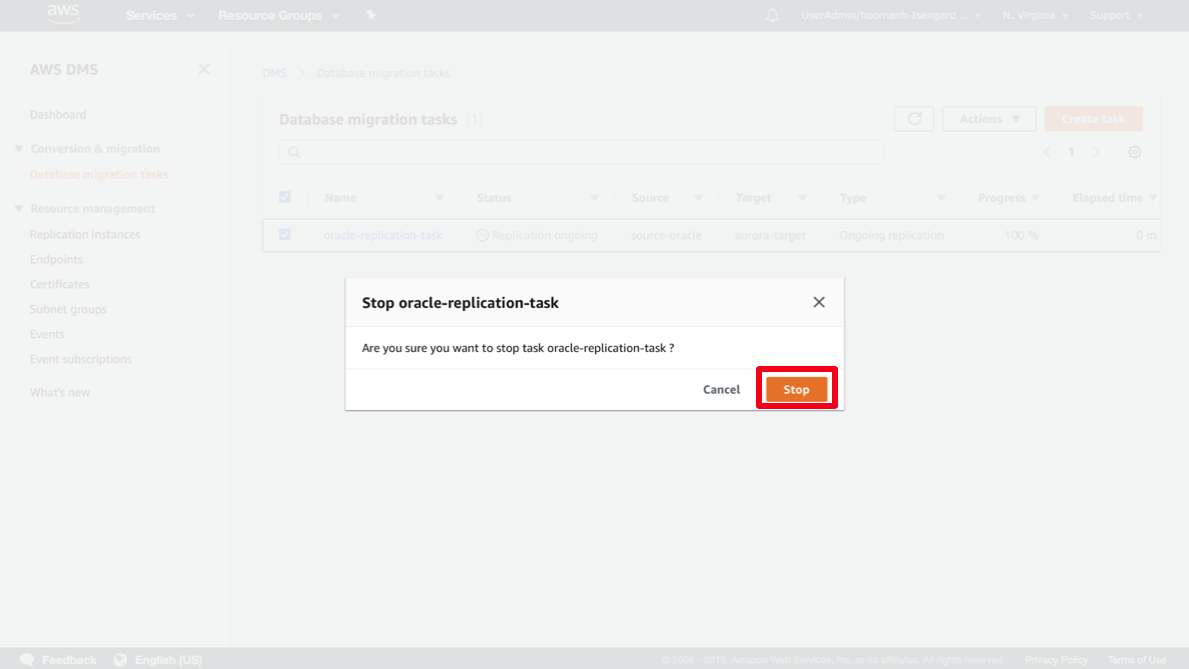 aws Services Resource Groups UserAdmin/hoomanh-Isengard ... N. Virginia Support
AWS DMS
DMS Database migration tasks
Dashboard
Database migration tasks (1) Actions Create task
Conversion & migration
1
Database migration tasks
Name Status Source Target Type Progress Elapsed time
Resource management
Replication instances
oracle-replication-task Replication ongoing source-oracle aurora-target Ongoing replication 100 % 0 m
Endpoints
Certificates
Subnet groups
Events
Event subscriptions
What's new
Stop oracle-replication-task
Are you sure you want to stop task oracle-replication-task ?
Cancel Stop
Feedback English (US) © 2008 - 2019, Amazon Web Services, Inc. or its affiliates. All rights reserved. Privacy Policy Terms of Use